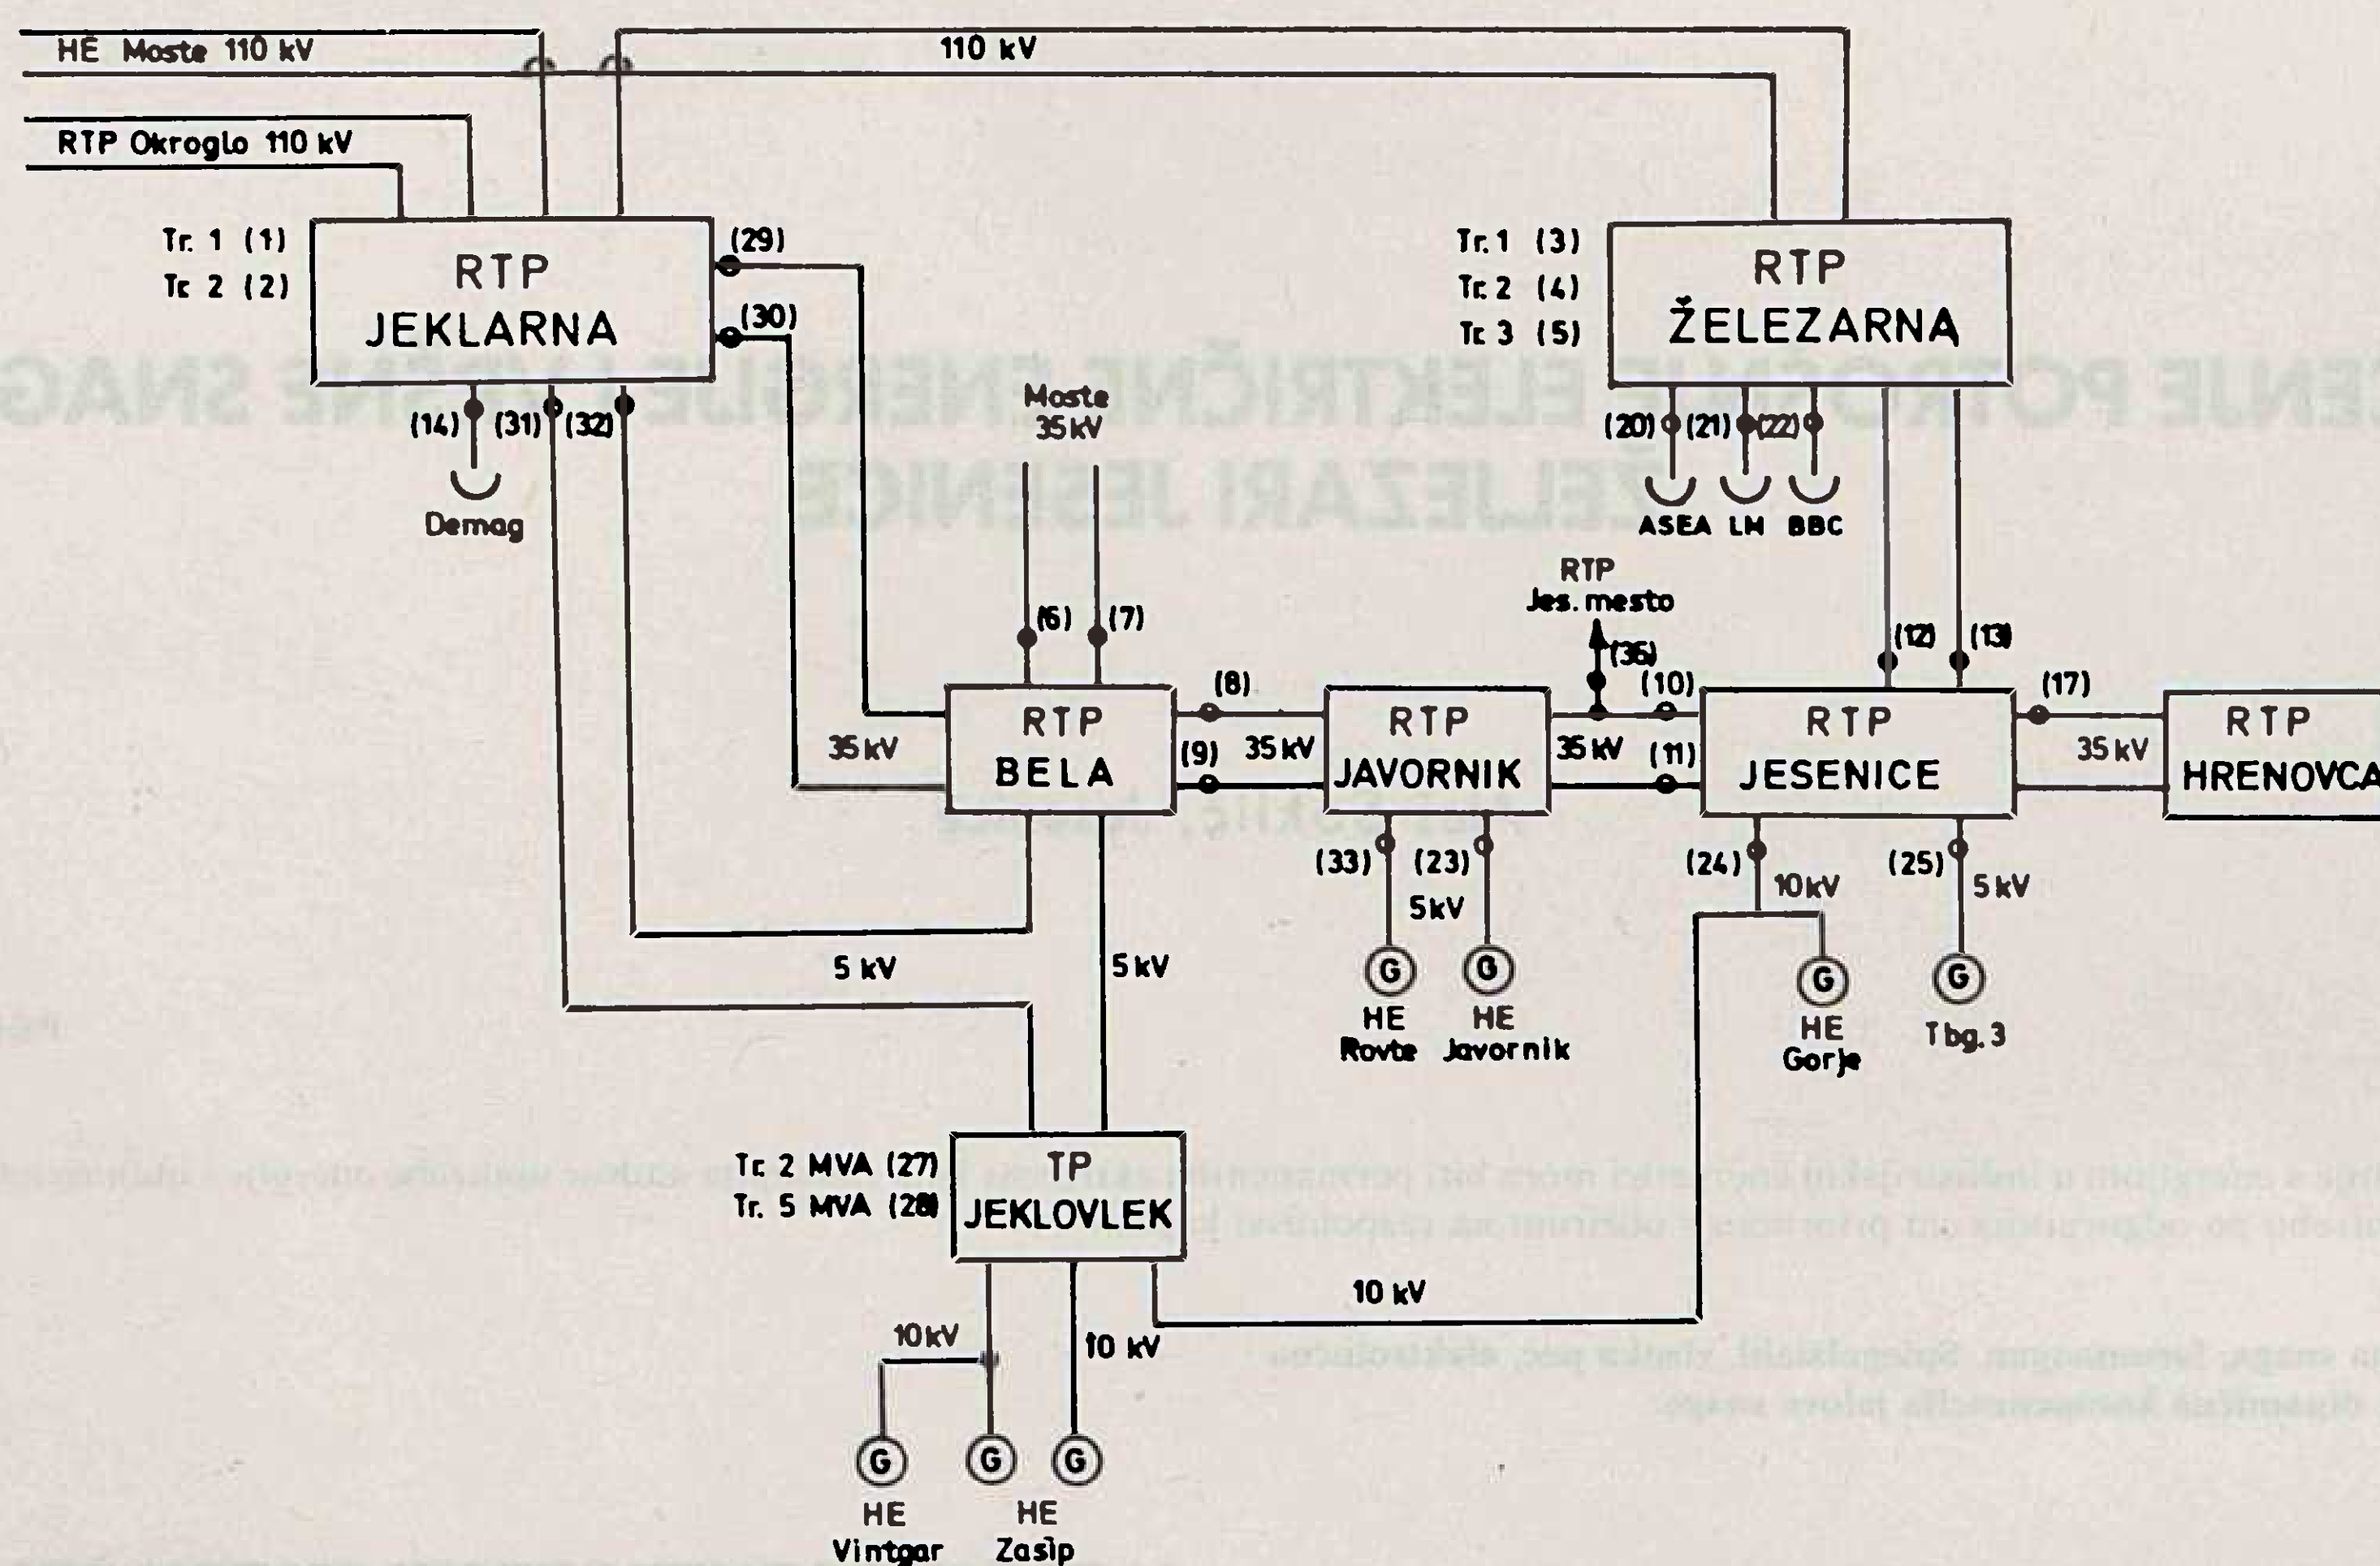 HE Moste 110 kV
110 kV
RTP Okroglo 110 kV
Tr. 1 (1)
Tr. 2 (2)
RTP
JEKLARNA
(29)
(30)
(14)
(31)
(32)
Demag
Tr. 1 (3)
Tr. 2 (4)
Tr. 3 (5)
RTP
ŽELEZARNA
(20)
(21)
(22)
ASEA
LH
BBC
Moste
35 kV
(6)
(7)
RTP
Jes. mesto
(36)
(12)
(13)
35 kV
RTP
BELA
(8)
(9)
35 kV
RTP
JAVORNIK
35 kV
(10)
(11)
RTP
JESENICE
(17)
35 kV
RTP
HRENOVCA
(33)
(23)
5 kV
(24)
10 kV
(25)
5 kV
5 kV
5 kV
G
HE
Rovte
G
HE
Javornik
G
HE
Gorje
G
Tbg. 3
Tr. 2 MVA (27)
Tr. 5 MVA (28)
TP
JEKLOVLEK
10 kV
10 kV
10 kV
G
G
G
HE
Vintgar
HE
Zasip